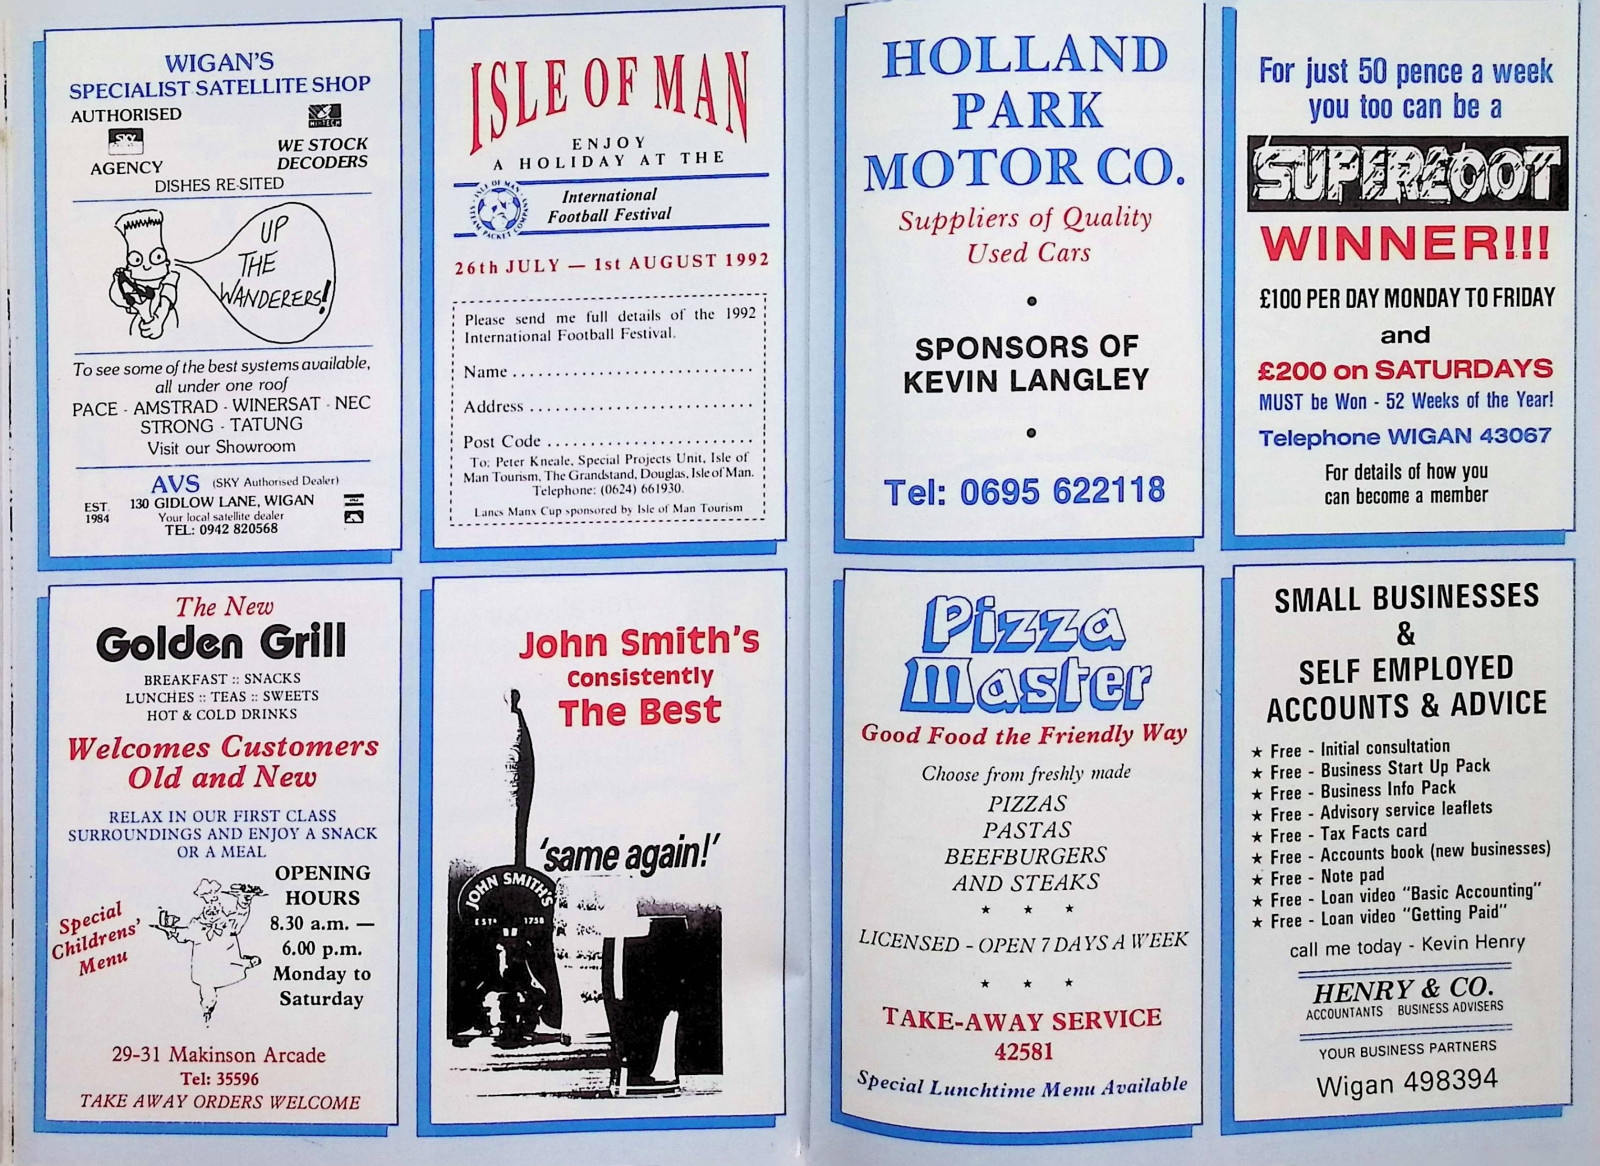 WIGAN'S
SPECIALIST SATELLITE SHOP
AUTHORISED
SKY
AGENCY
WE STOCK
DECODERS
DISHES RE-SITED
UP
THE
WANDERERS!
To see some of the best systems available,
all under one roof
PACE - AMSTRAD - WINERSAT - NEC
STRONG - TATUNG
Visit our Showroom
AVS (SKY Authorised Dealer)
EST.
1984
130 GIDLOW LANE, WIGAN
Your local satellite dealer
TEL: 0942 820568
ISLE OF MAN
ENJOY
A HOLIDAY AT THE
ISLE OF MAN
STEAM PACKET COMPANY
International
Football Festival
26th JULY — 1st AUGUST 1992
Please send me full details of the 1992
International Football Festival.
Name
Address
Post Code
To: Peter Kneale, Special Projects Unit, Isle of
Man Tourism, The Grandstand, Douglas, Isle of Man.
Telephone: (0624) 661930.
Lancs Manx Cup sponsored by Isle of Man Tourism
HOLLAND
PARK
MOTOR CO.
Suppliers of Quality
Used Cars
SPONSORS OF
KEVIN LANGLEY
Tel: 0695 622118
For just 50 pence a week
you too can be a
SUPERLOOT
WINNER!!!
£100 PER DAY MONDAY TO FRIDAY
and
£200 on SATURDAYS
MUST be Won - 52 Weeks of the Year!
Telephone WIGAN 43067
For details of how you
can become a member
The New
Golden Grill
BREAKFAST :: SNACKS
LUNCHES :: TEAS :: SWEETS
HOT & COLD DRINKS
Welcomes Customers
Old and New
RELAX IN OUR FIRST CLASS
SURROUNDINGS AND ENJOY A SNACK
OR A MEAL
Special
Childrens'
Menu
OPENING
HOURS
8.30 a.m. —
6.00 p.m.
Monday to
Saturday
29-31 Makinson Arcade
Tel: 35596
TAKE AWAY ORDERS WELCOME
John Smith's
Consistently
The Best
'same again!'
JOHN SMITH'S
ESTD 1758
Pizza
Master
Good Food the Friendly Way
Choose from freshly made
PIZZAS
PASTAS
BEEFBURGERS
AND STEAKS
LICENSED - OPEN 7 DAYS A WEEK
TAKE-AWAY SERVICE
42581
Special Lunchtime Menu Available
SMALL BUSINESSES
&
SELF EMPLOYED
ACCOUNTS & ADVICE
★ Free - Initial consultation
★ Free - Business Start Up Pack
★ Free - Business Info Pack
★ Free - Advisory service leaflets
★ Free - Tax Facts card
★ Free - Accounts book (new businesses)
★ Free - Note pad
★ Free - Loan video "Basic Accounting"
★ Free - Loan video "Getting Paid"
call me today - Kevin Henry
HENRY & CO.
ACCOUNTANTS BUSINESS ADVISERS
YOUR BUSINESS PARTNERS
Wigan 498394